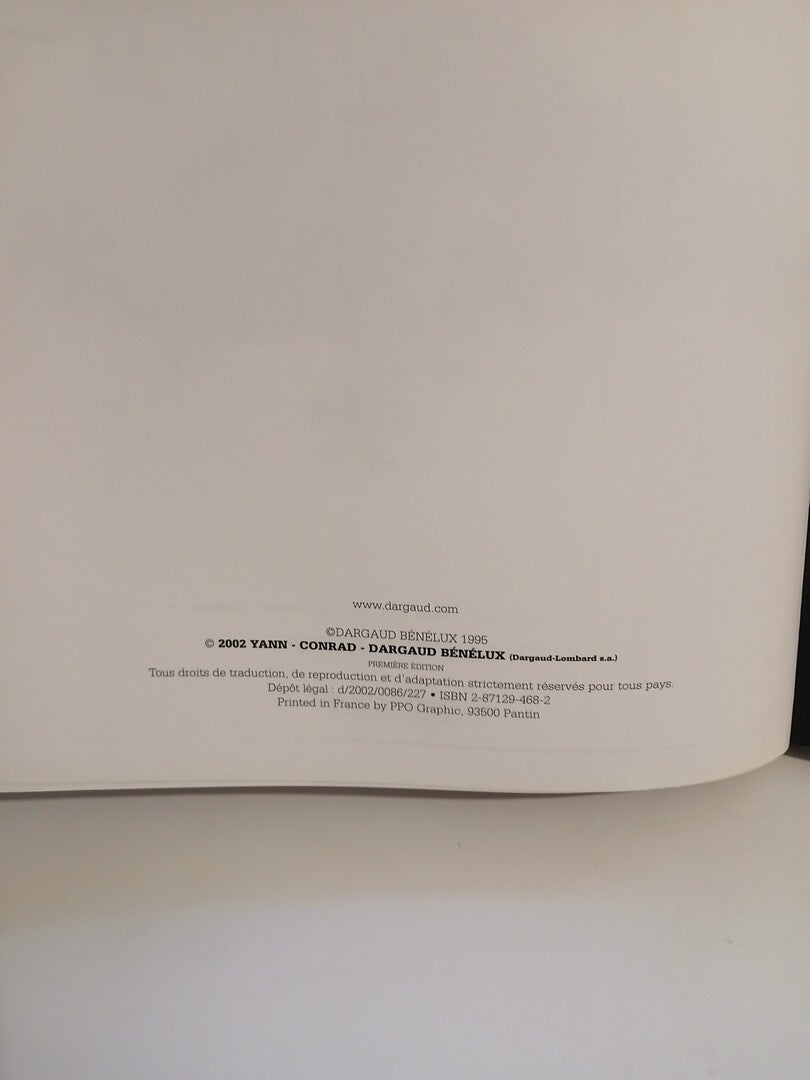 www.dargaud.com
©DARGAUD BÉNÉLUX 1995
© 2002 YANN - CONRAD - DARGAUD BÉNÉLUX (Dargaud-Lombard s.a.)
PREMIÈRE ÉDITION
Tous droits de traduction, de reproduction et d'adaptation strictement réservés pour tous pays.
Dépôt légal : d/2002/0086/227 • ISBN 2-87129-468-2
Printed in France by PPO Graphic, 93500 Pantin